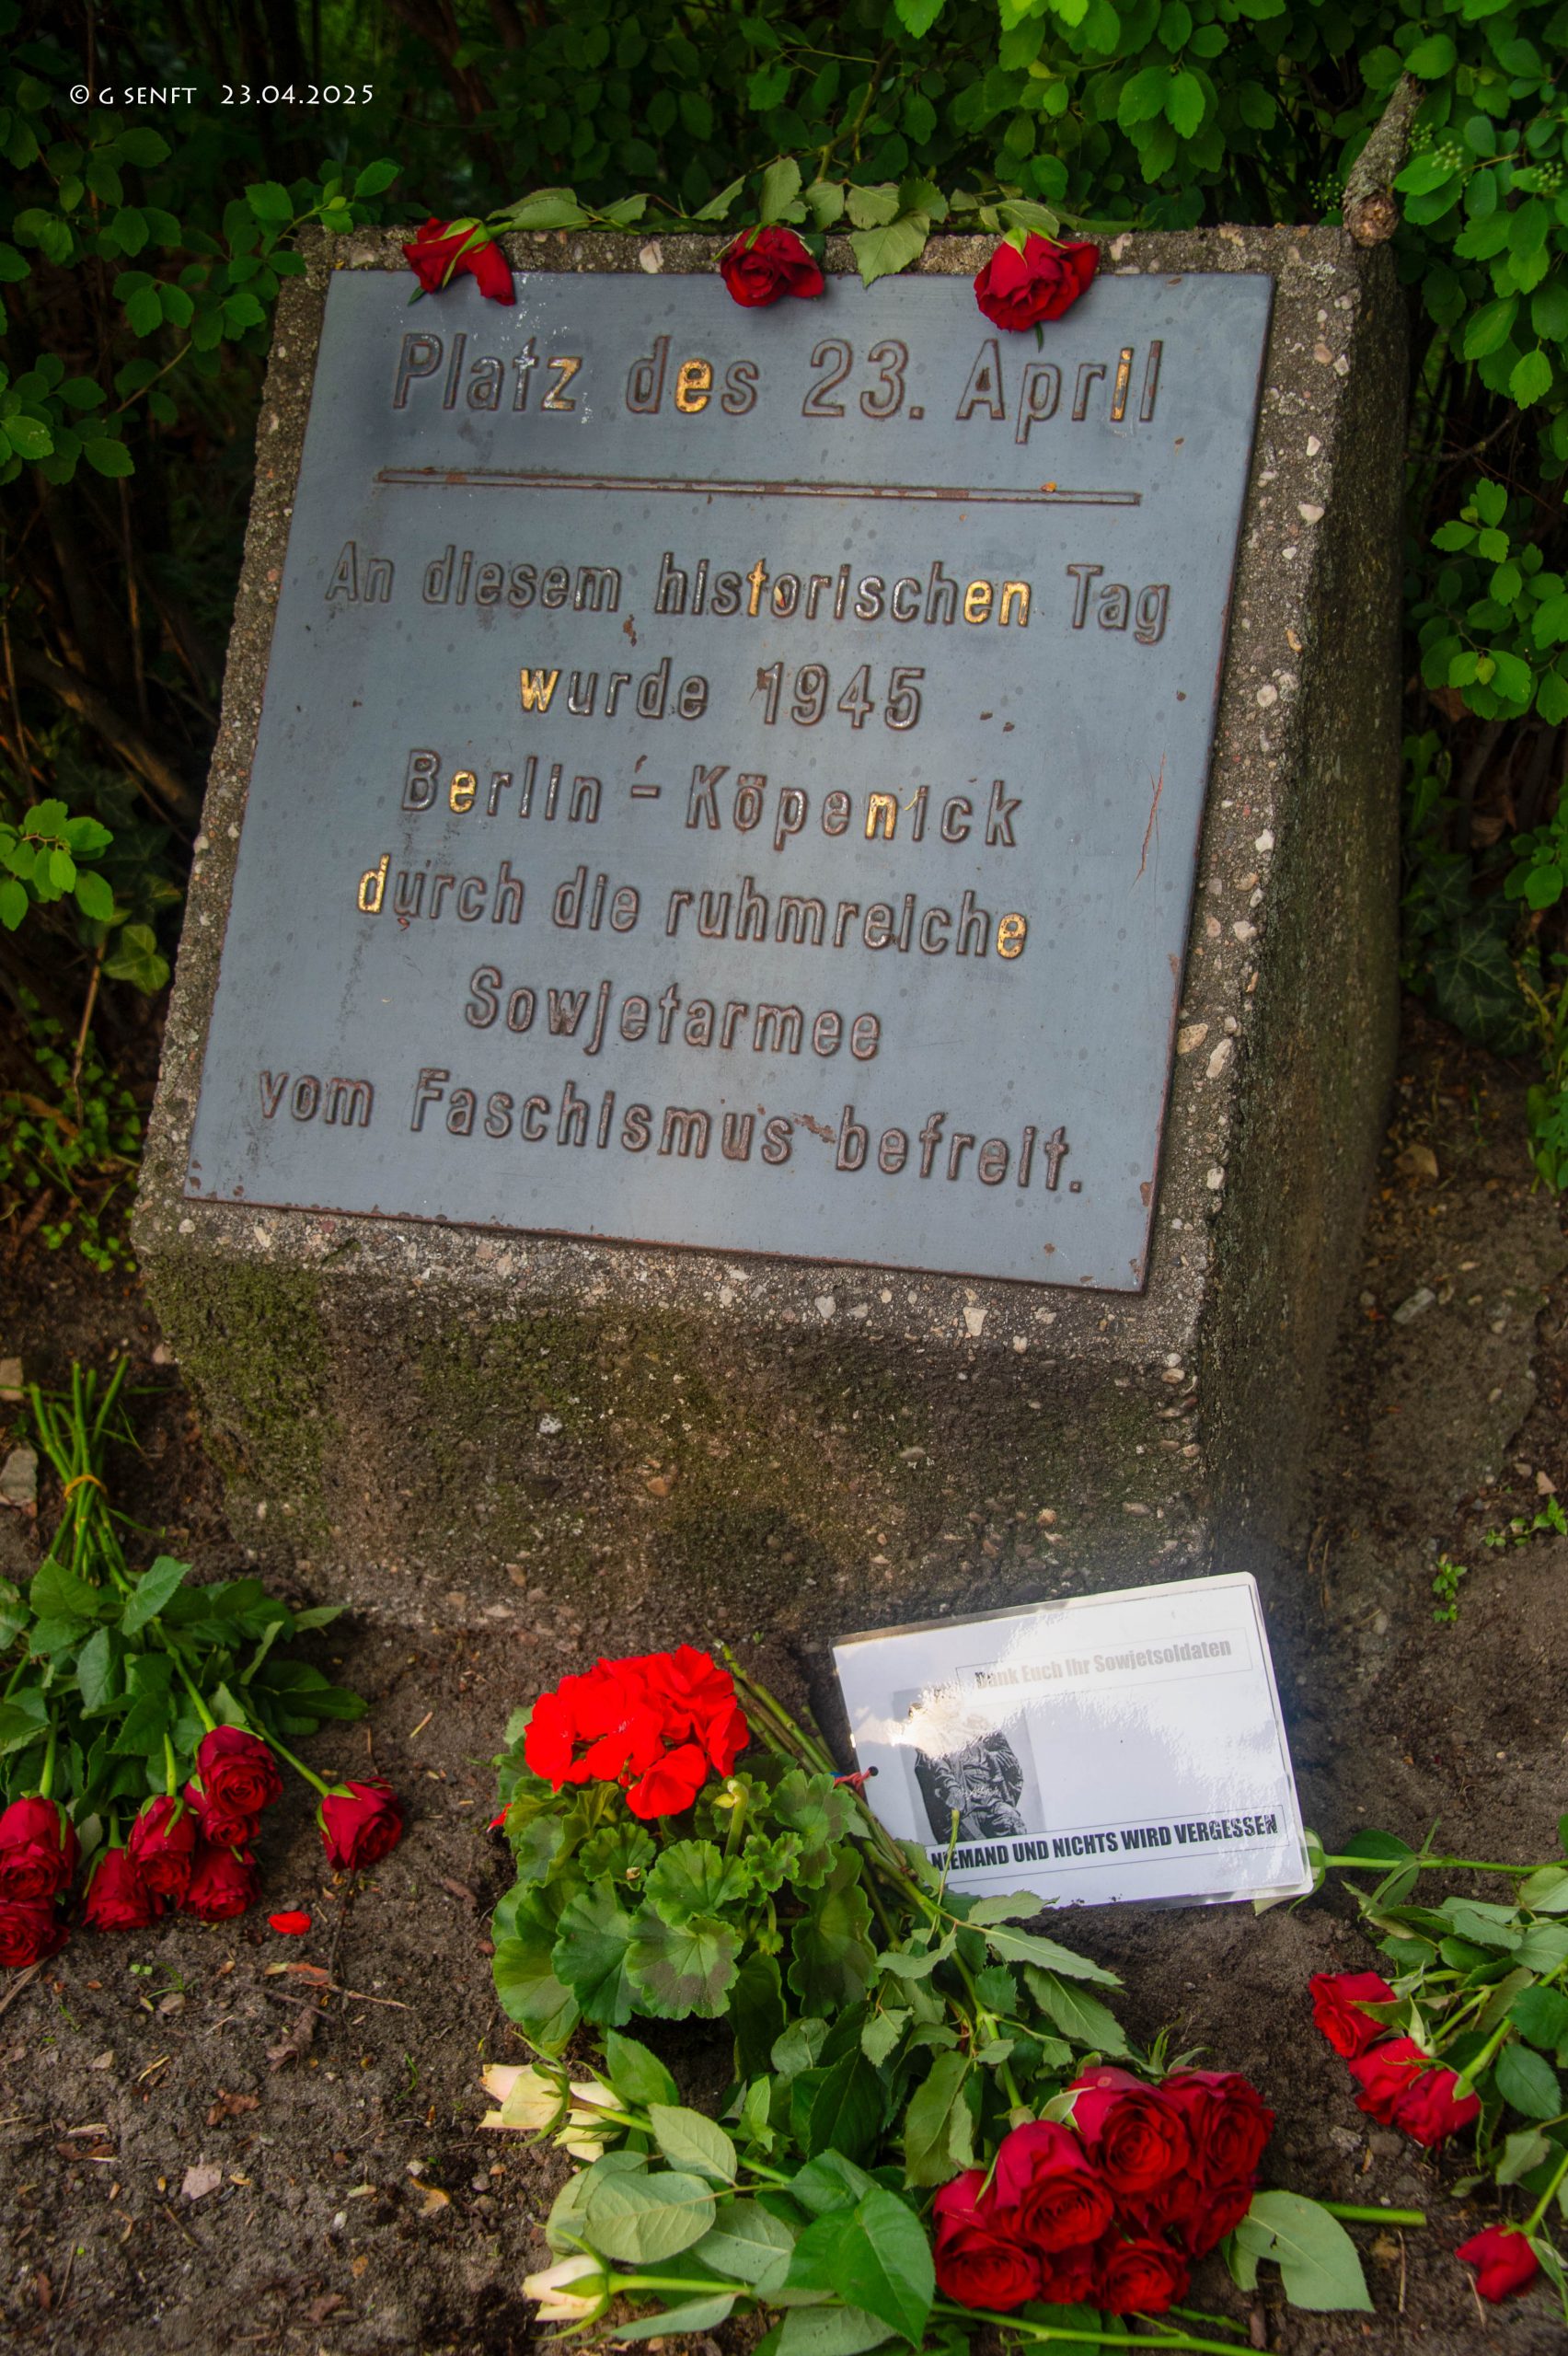 © G SENFT 23.04.2025
Platz des 23. April
An diesem historischen Tag
wurde 1945
Berlin - Köpenick
durch die ruhmreiche
Sowjetarmee
vom Faschismus befreit.
Dank Euch Ihr Sowjetsoldaten
NIEMAND UND NICHTS WIRD VERGESSEN